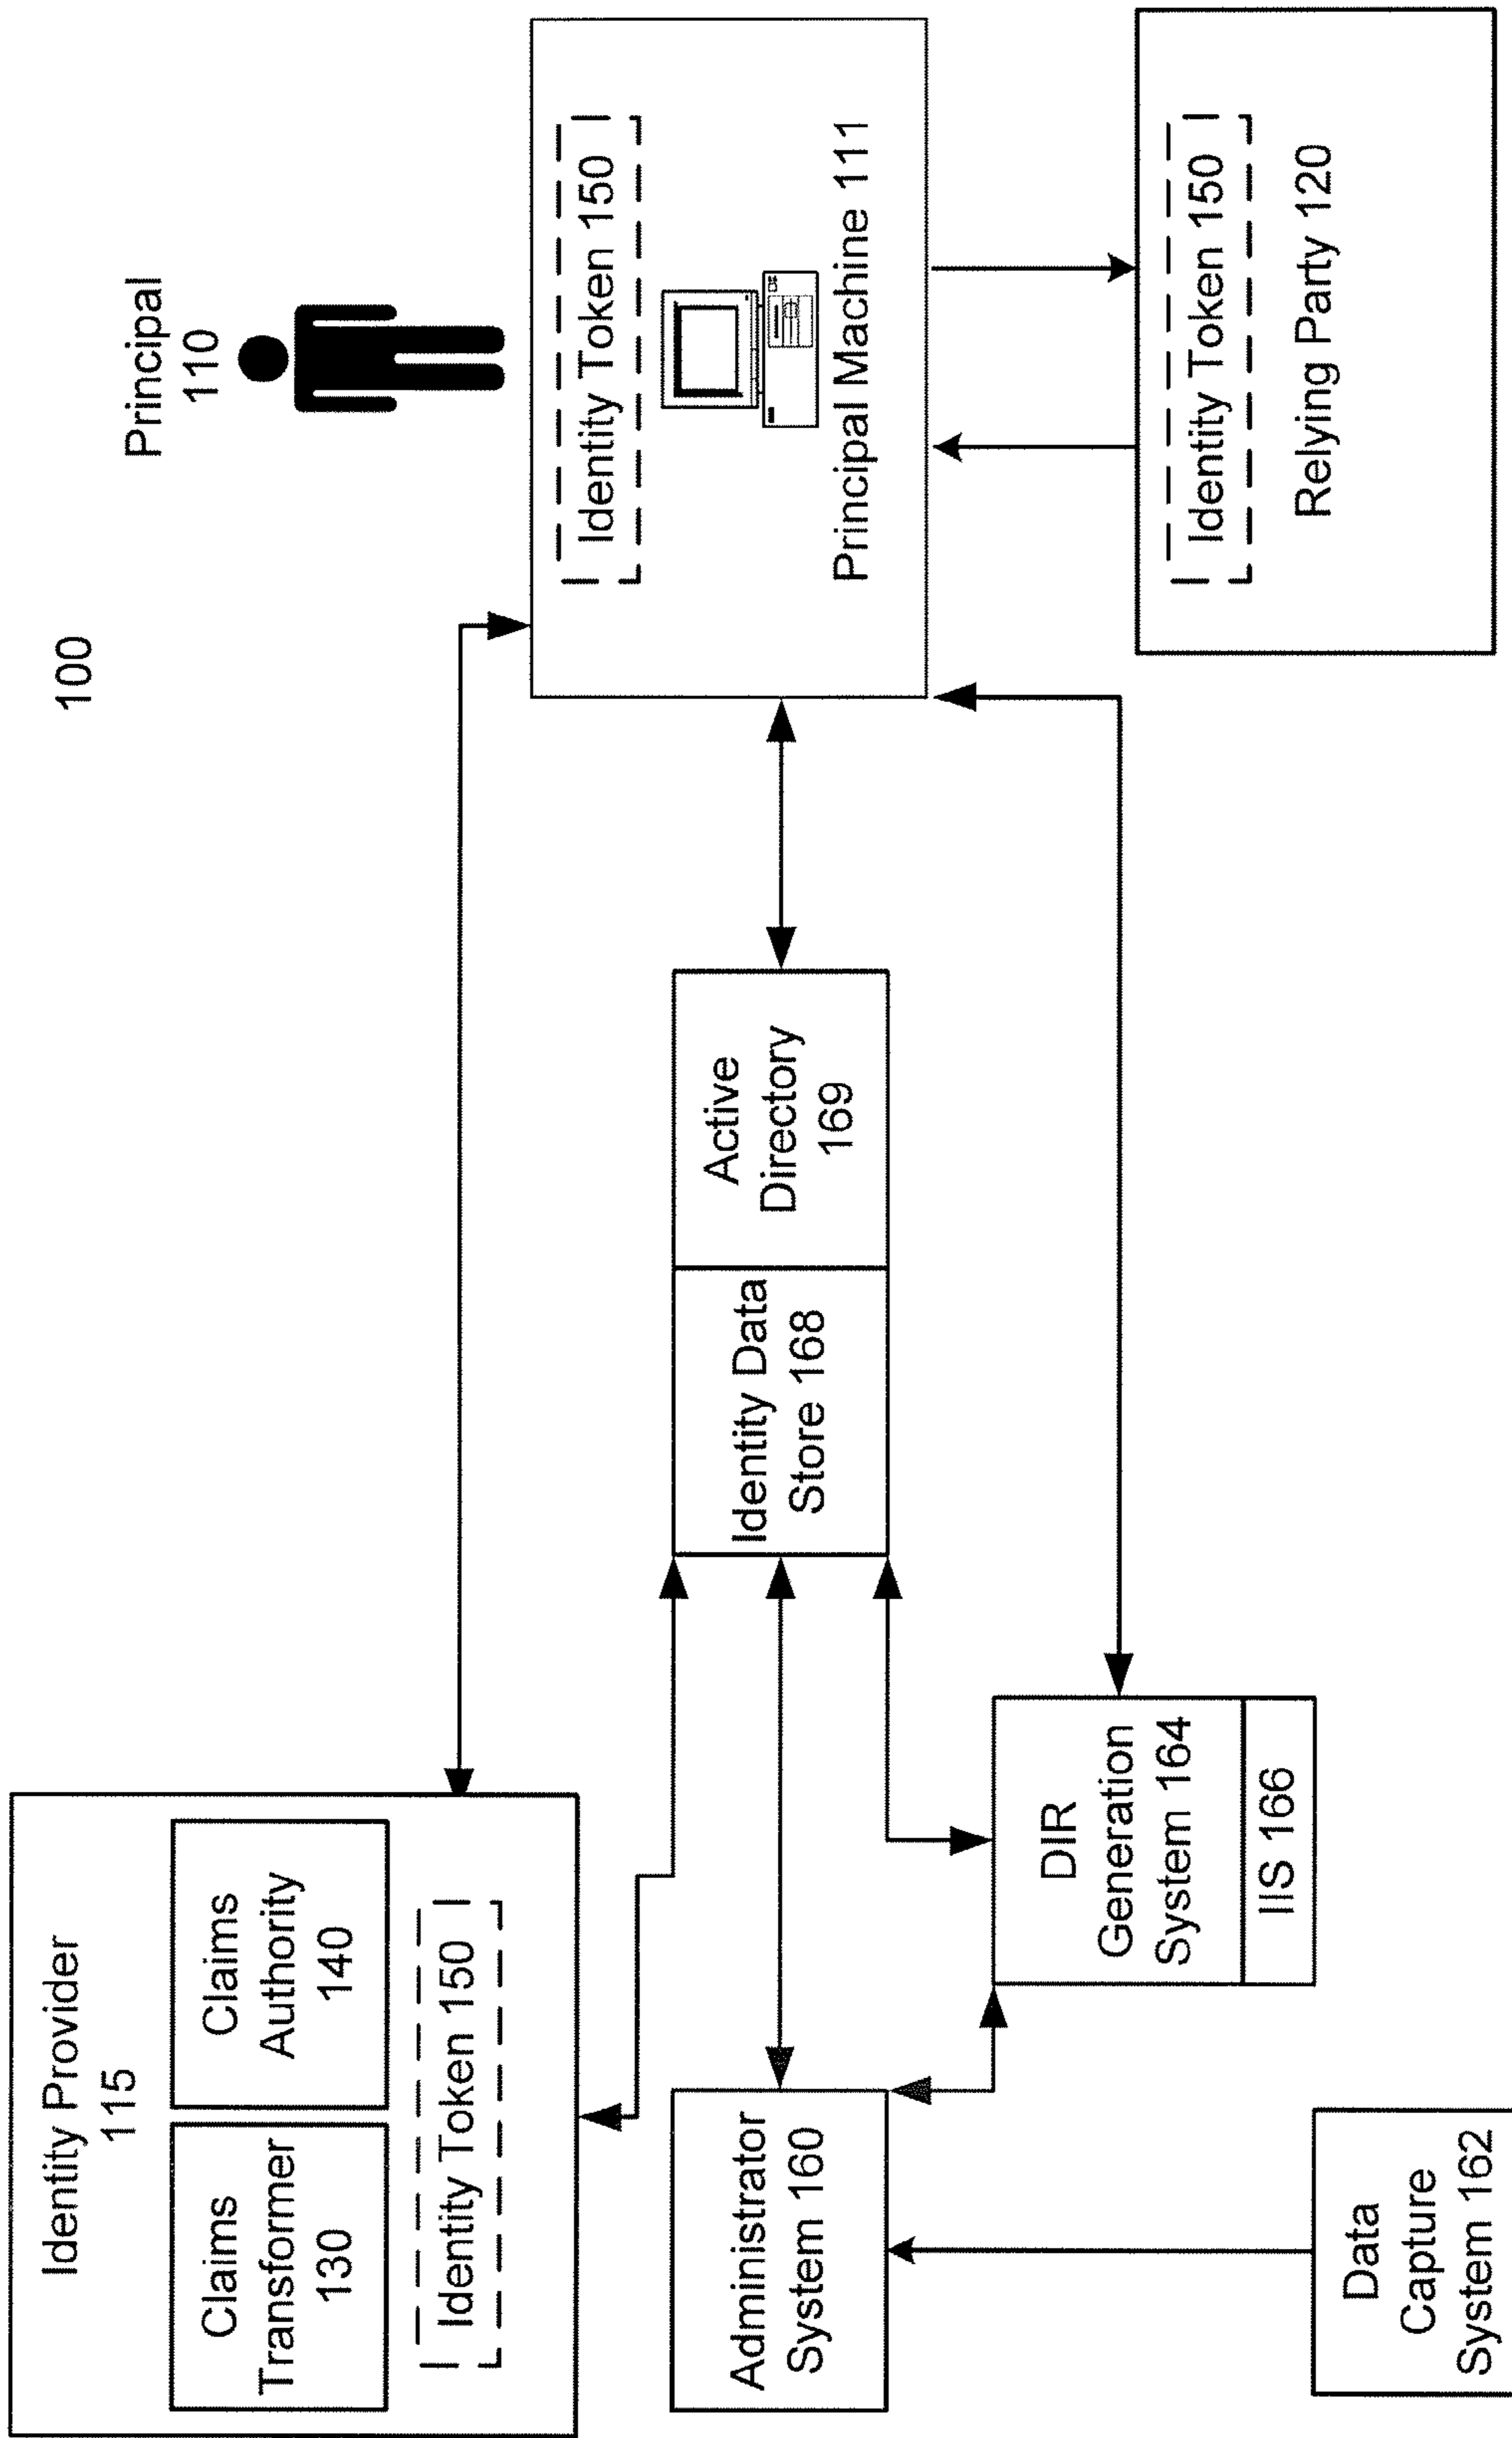 100
Principal
110
Identity Provider
115
Claims
Transformer
130
Claims
Authority
140
Identity Token 150
Identity Token 150
Principal Machine 111
Administrator
System 160
Identity Data
Store 168
Active
Directory
169
DIR
Generation
System 164
IIS 166
Data
Capture
System 162
Identity Token 150
Relying Party 120